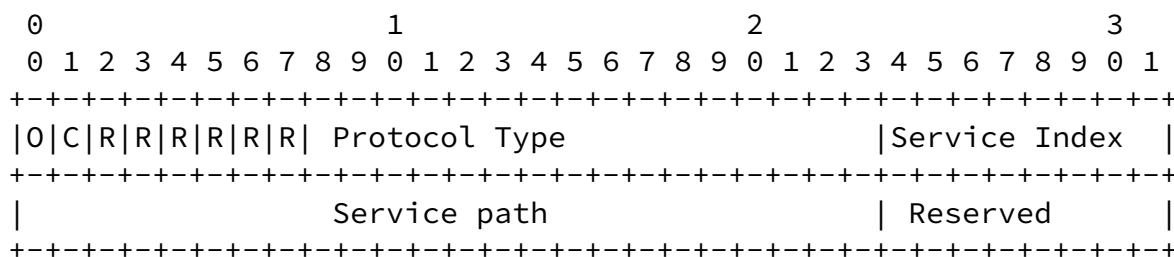 0                   1                   2                   3
 0 1 2 3 4 5 6 7 8 9 0 1 2 3 4 5 6 7 8 9 0 1 2 3 4 5 6 7 8 9 0 1
+-+-+-+-+-+-+-+-+-+-+-+-+-+-+-+-+-+-+-+-+-+-+-+-+-+-+-+-+-+-+-+-+
|O|C|R|R|R|R|R|R| Protocol Type                 |Service Index  |
+-+-+-+-+-+-+-+-+-+-+-+-+-+-+-+-+-+-+-+-+-+-+-+-+-+-+-+-+-+-+-+-+
|                 Service path                  | Reserved      |
+-+-+-+-+-+-+-+-+-+-+-+-+-+-+-+-+-+-+-+-+-+-+-+-+-+-+-+-+-+-+-+-+